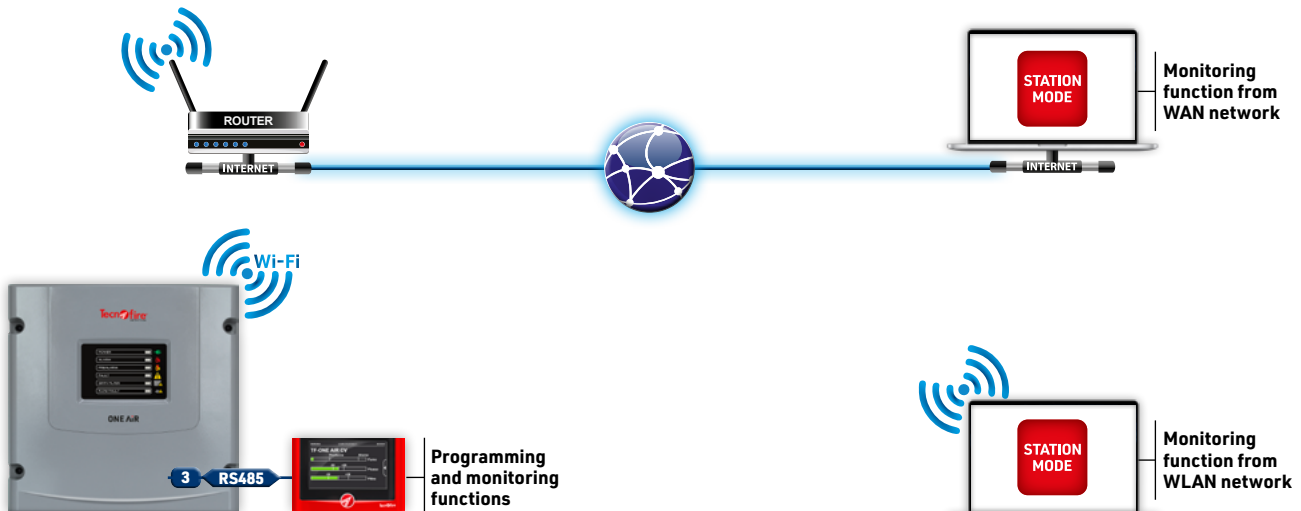 ROUTER
INTERNET
STATION
MODE
INTERNET
Monitoring
function from
WAN network
Wi-Fi
Tecnofire
ONE AIR
3
RS485
TF-ONE AIR/EV
Tecnofire
Programming
and monitoring
functions
STATION
MODE
Monitoring
function from
WLAN network